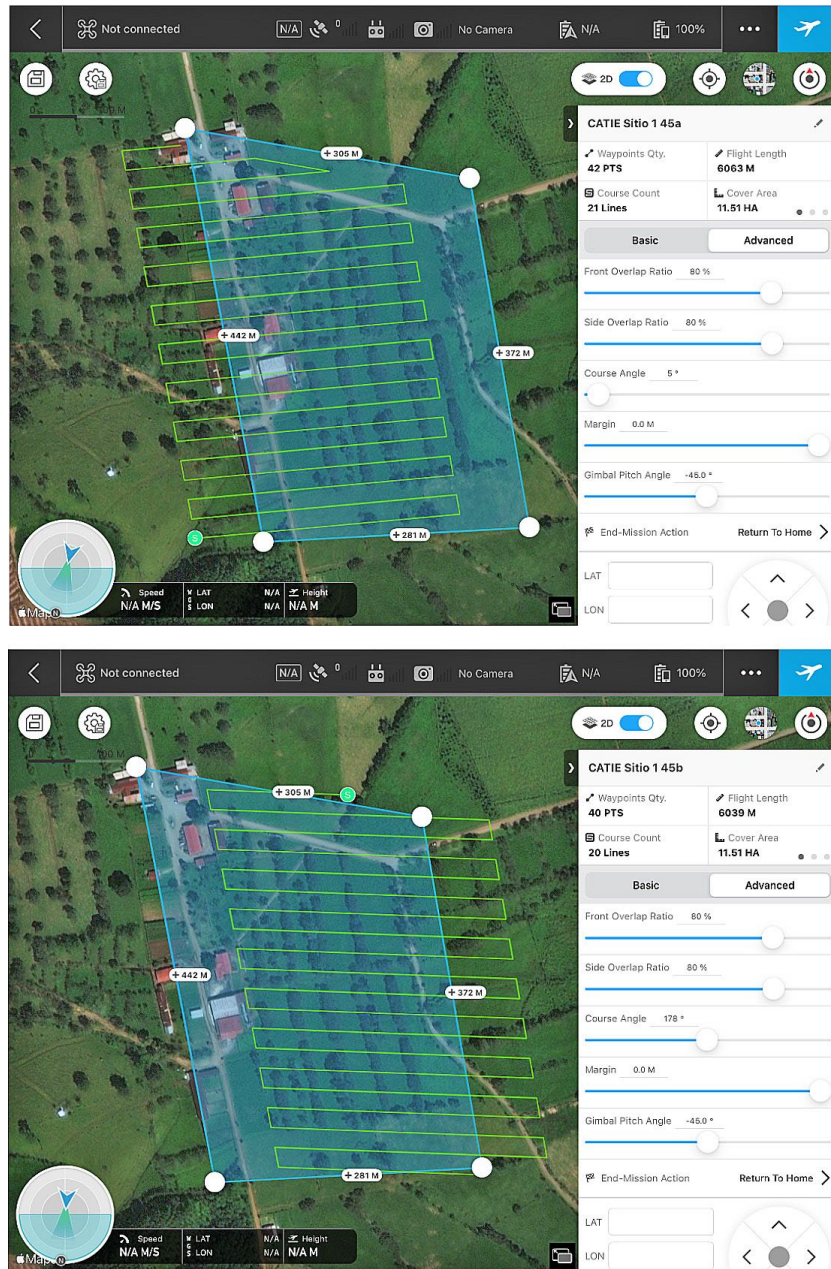 Not connected N/A 0 No Camera N/A 100%
2D
0 100 M
CATIE Sitio 1 45a
Waypoints Qty. Flight Length
42 PTS 6063 M
Course Count Cover Area
21 Lines 11.51 HA
Basic Advanced
Front Overlap Ratio 80 %
Side Overlap Ratio 80 %
Course Angle 5 °
Margin 0.0 M
Gimbal Pitch Angle -45.0 °
End-Mission Action Return To Home
LAT
LON
+ 305 M
+ 442 M
+ 372 M
+ 281 M
S
Speed W LAT N/A Height
N/A M/S G S LON N/A N/A M
Maps N
Not connected N/A 0 No Camera N/A 100%
2D
100 M
CATIE Sitio 1 45b
Waypoints Qty. Flight Length
40 PTS 6039 M
Course Count Cover Area
20 Lines 11.51 HA
Basic Advanced
Front Overlap Ratio 80 %
Side Overlap Ratio 80 %
Course Angle 178 °
Margin 0.0 M
Gimbal Pitch Angle -45.0 °
End-Mission Action Return To Home
LAT
LON
+ 305 M
S
+ 442 M
+ 372 M
+ 281 M
Speed W LAT N/A Height
N/A M/S G S LON N/A N/A M
Maps N